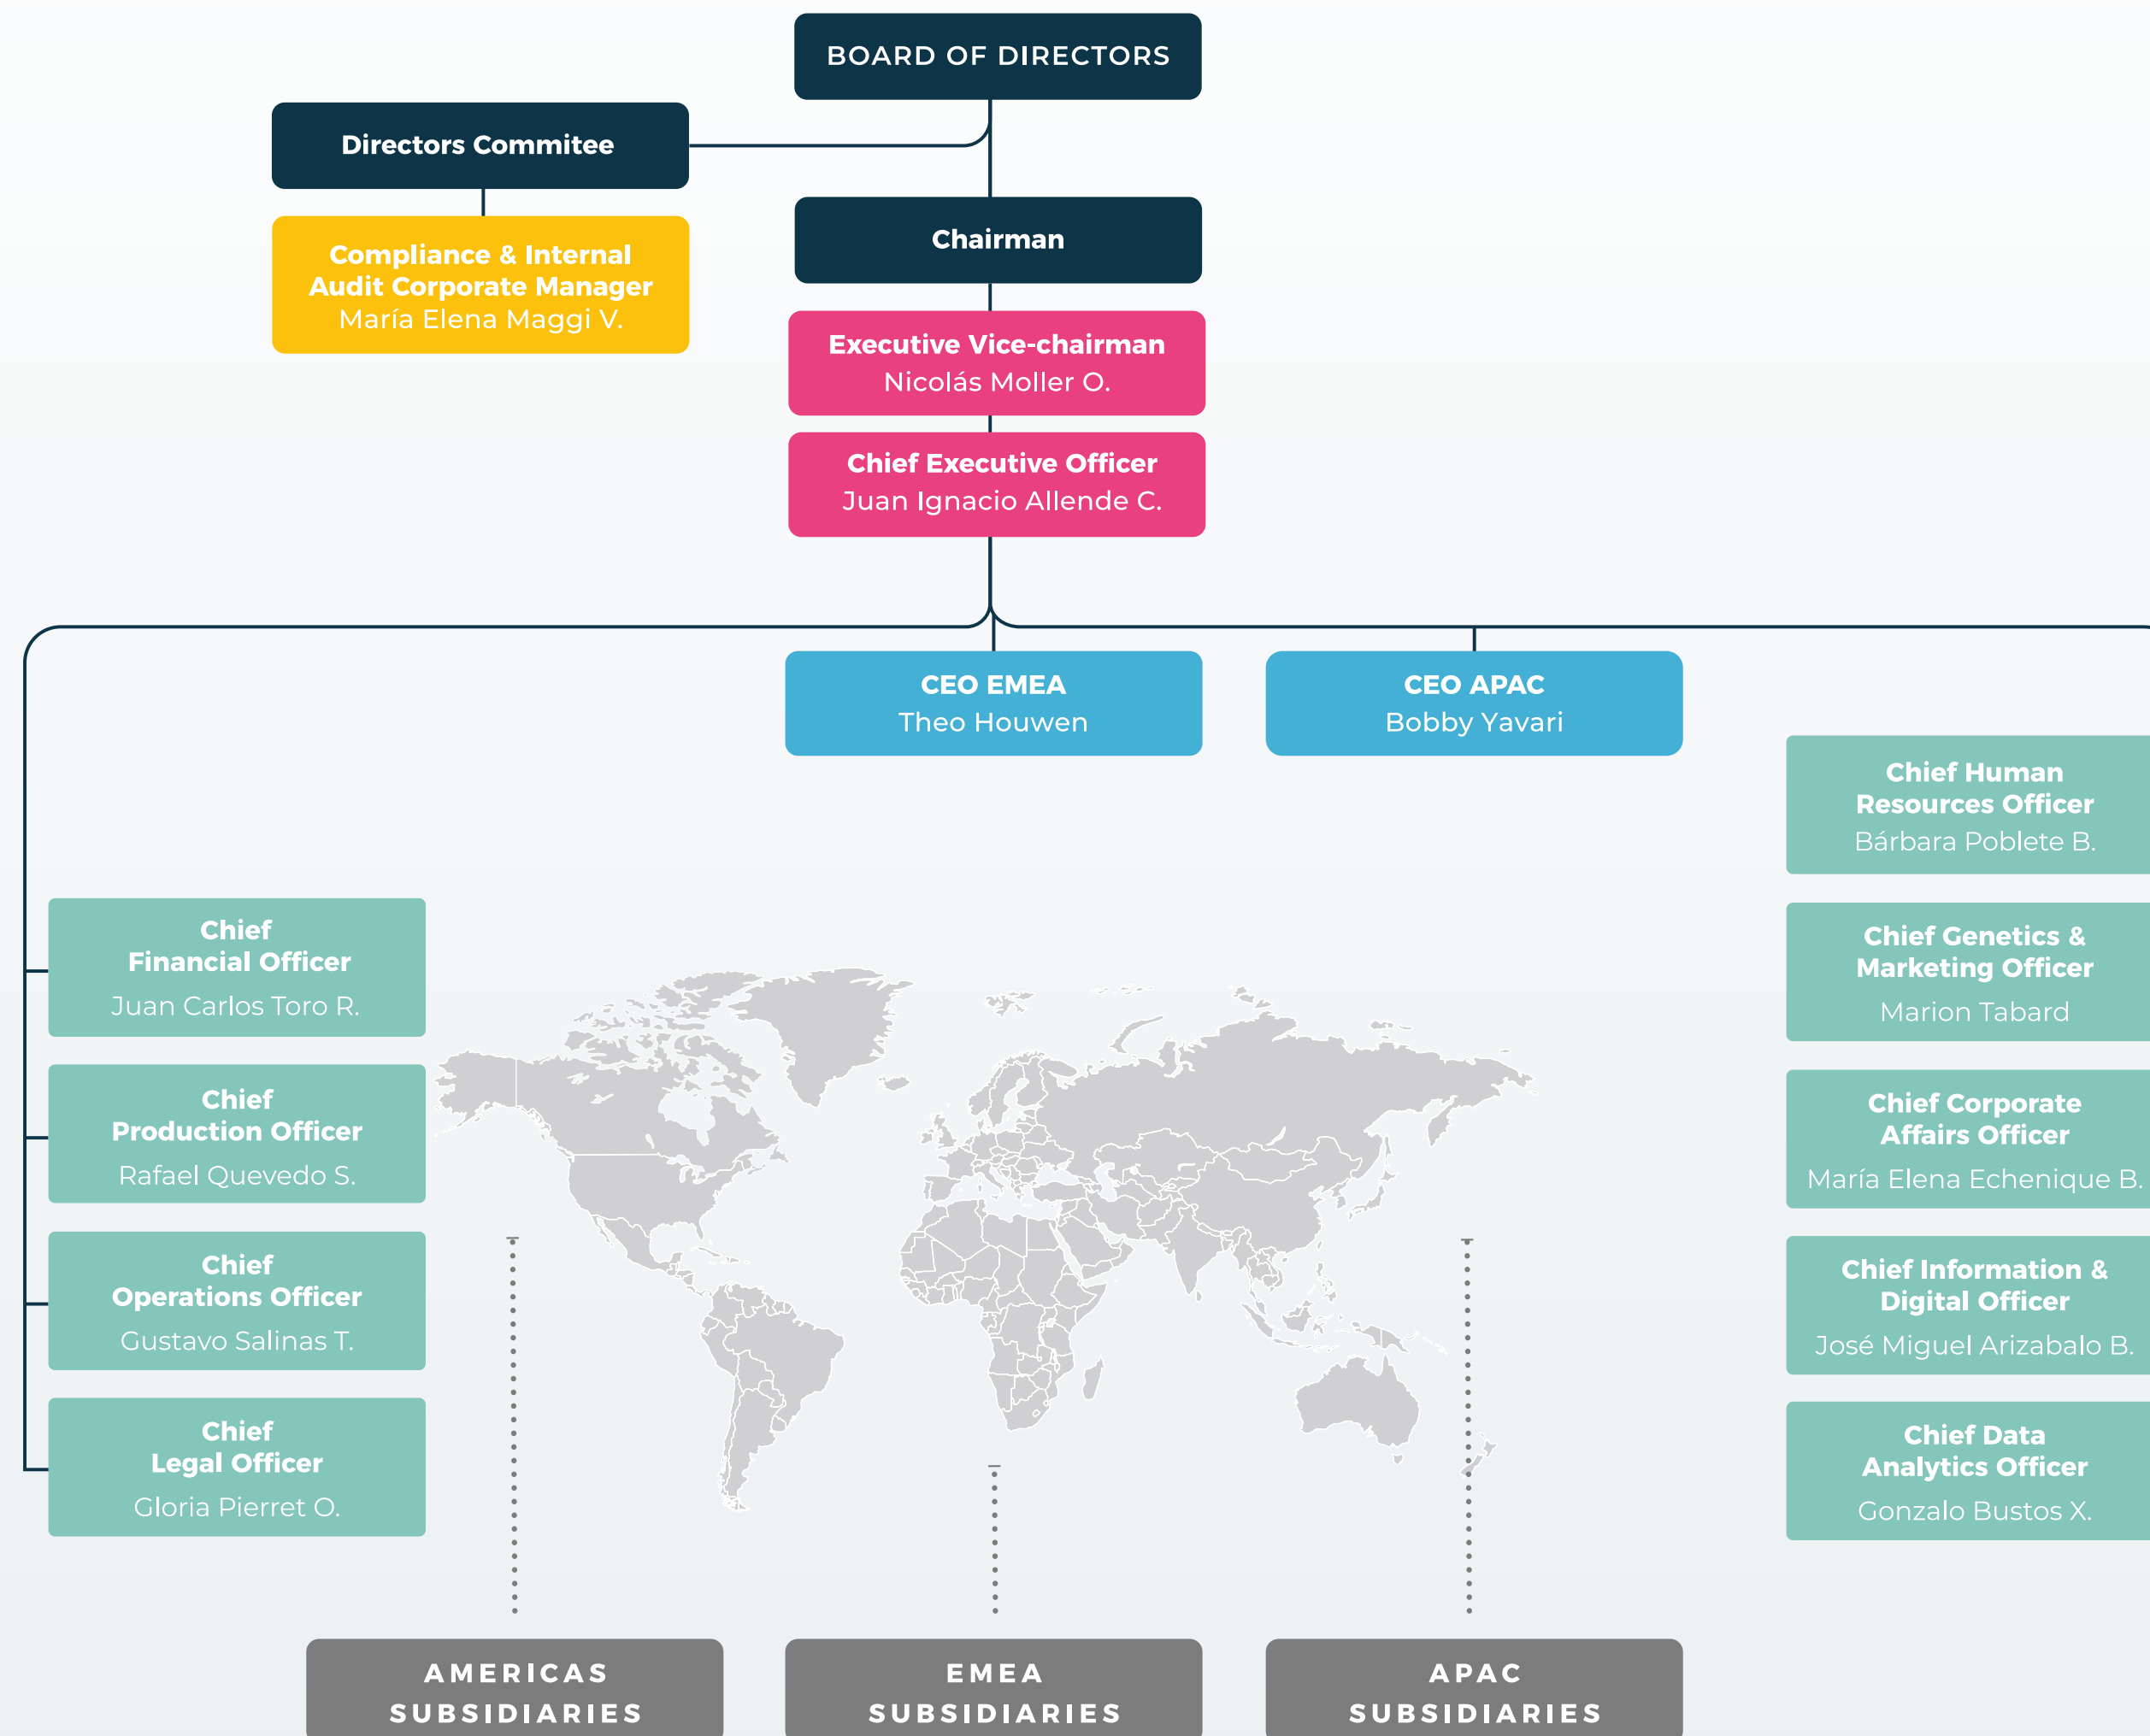 BOARD OF DIRECTORS
Directors Commitee
Compliance & Internal
Audit Corporate Manager
María Elena Maggi V.
Chairman
Executive Vice-chairman
Nicolás Moller O.
Chief Executive Officer
Juan Ignacio Allende C.
CEO EMEA
Theo Houwen
CEO APAC
Bobby Yavari
Chief
Financial Officer
Juan Carlos Toro R.
Chief
Production Officer
Rafael Quevedo S.
Chief
Operations Officer
Gustavo Salinas T.
Chief
Legal Officer
Gloria Pierret O.
Chief Human
Resources Officer
Bárbara Poblete B.
Chief Genetics &
Marketing Officer
Marion Tabard
Chief Corporate
Affairs Officer
María Elena Echenique B.
Chief Information &
Digital Officer
José Miguel Arizabalo B.
Chief Data
Analytics Officer
Gonzalo Bustos X.
AMERICAS
SUBSIDIARIES
EMEA
SUBSIDIARIES
APAC
SUBSIDIARIES